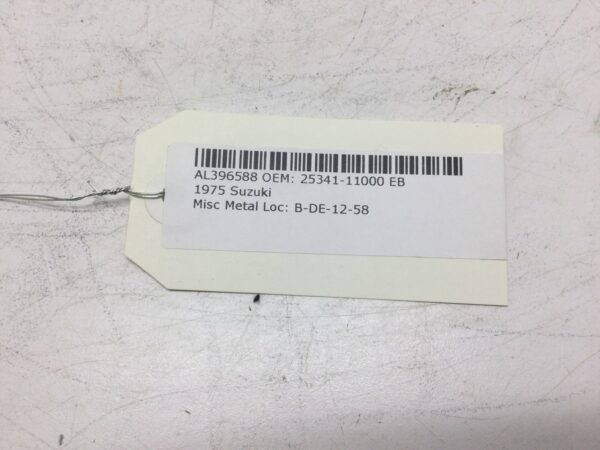 AL396588 OEM: 25341-11000 EB
1975 Suzuki
Misc Metal Loc: B-DE-12-58